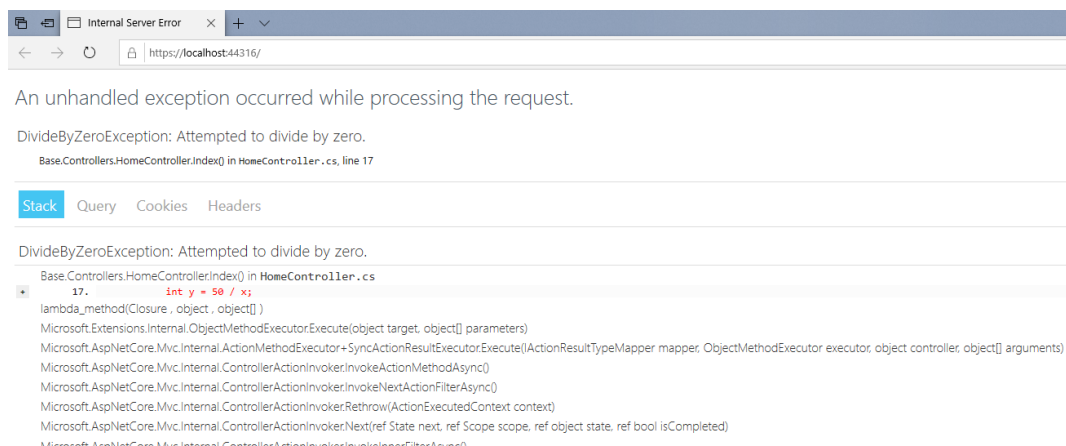 Internal Server Error
https://localhost:44316/
An unhandled exception occurred while processing the request.
DivideByZeroException: Attempted to divide by zero.
Base.Controllers.HomeController.Index() in HomeController.cs, line 17
Stack Query Cookies Headers
DivideByZeroException: Attempted to divide by zero.
Base.Controllers.HomeController.Index() in HomeController.cs
+ 17. int y = 50 / x;
lambda_method(Closure , object , object[] )
Microsoft.Extensions.Internal.ObjectMethodExecutor.Execute(object target, object[] parameters)
Microsoft.AspNetCore.Mvc.Internal.ActionMethodExecutor+SyncActionResultExecutor.Execute(IActionResultTypeMapper mapper, ObjectMethodExecutor executor, object controller, object[] arguments)
Microsoft.AspNetCore.Mvc.Internal.ControllerActionInvoker.InvokeActionMethodAsync()
Microsoft.AspNetCore.Mvc.Internal.ControllerActionInvoker.InvokeNextActionFilterAsync()
Microsoft.AspNetCore.Mvc.Internal.ControllerActionInvoker.Rethrow(ActionExecutedContext context)
Microsoft.AspNetCore.Mvc.Internal.ControllerActionInvoker.Next(ref State next, ref Scope scope, ref object state, ref bool isCompleted)
Microsoft.AspNetCore.Mvc.Internal.ControllerActionInvoker.InvokeInnerFilterAsync()